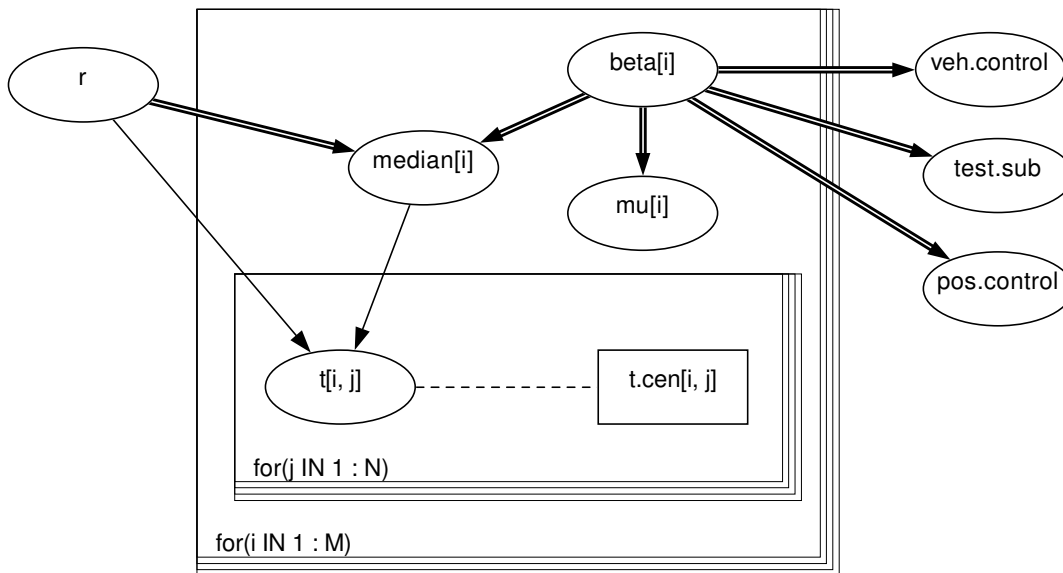 r
beta[i]
veh.control
median[i]
test.sub
mu[i]
pos.control
t[i, j]
t.cen[i, j]
for(j IN 1 : N)
for(i IN 1 : M)